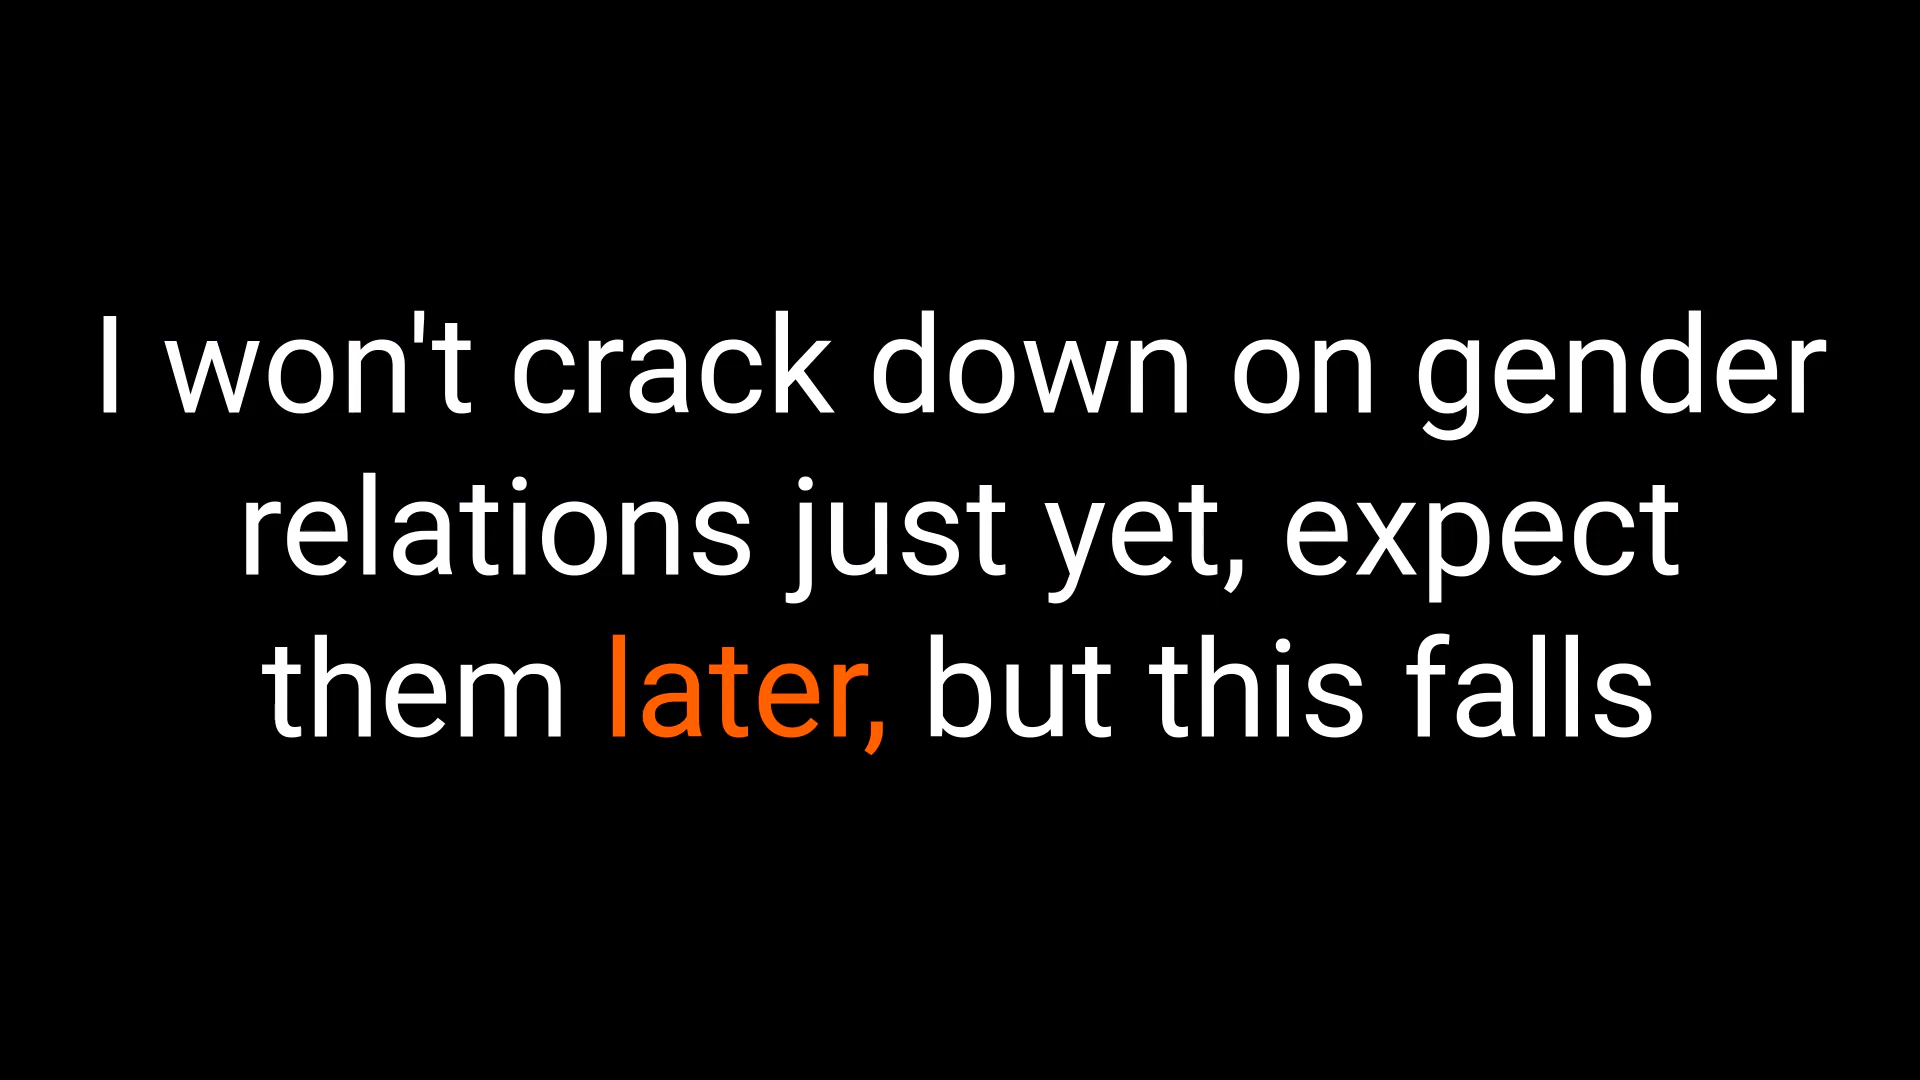 I won't crack down on gender
relations just yet, expect
them later, but this falls